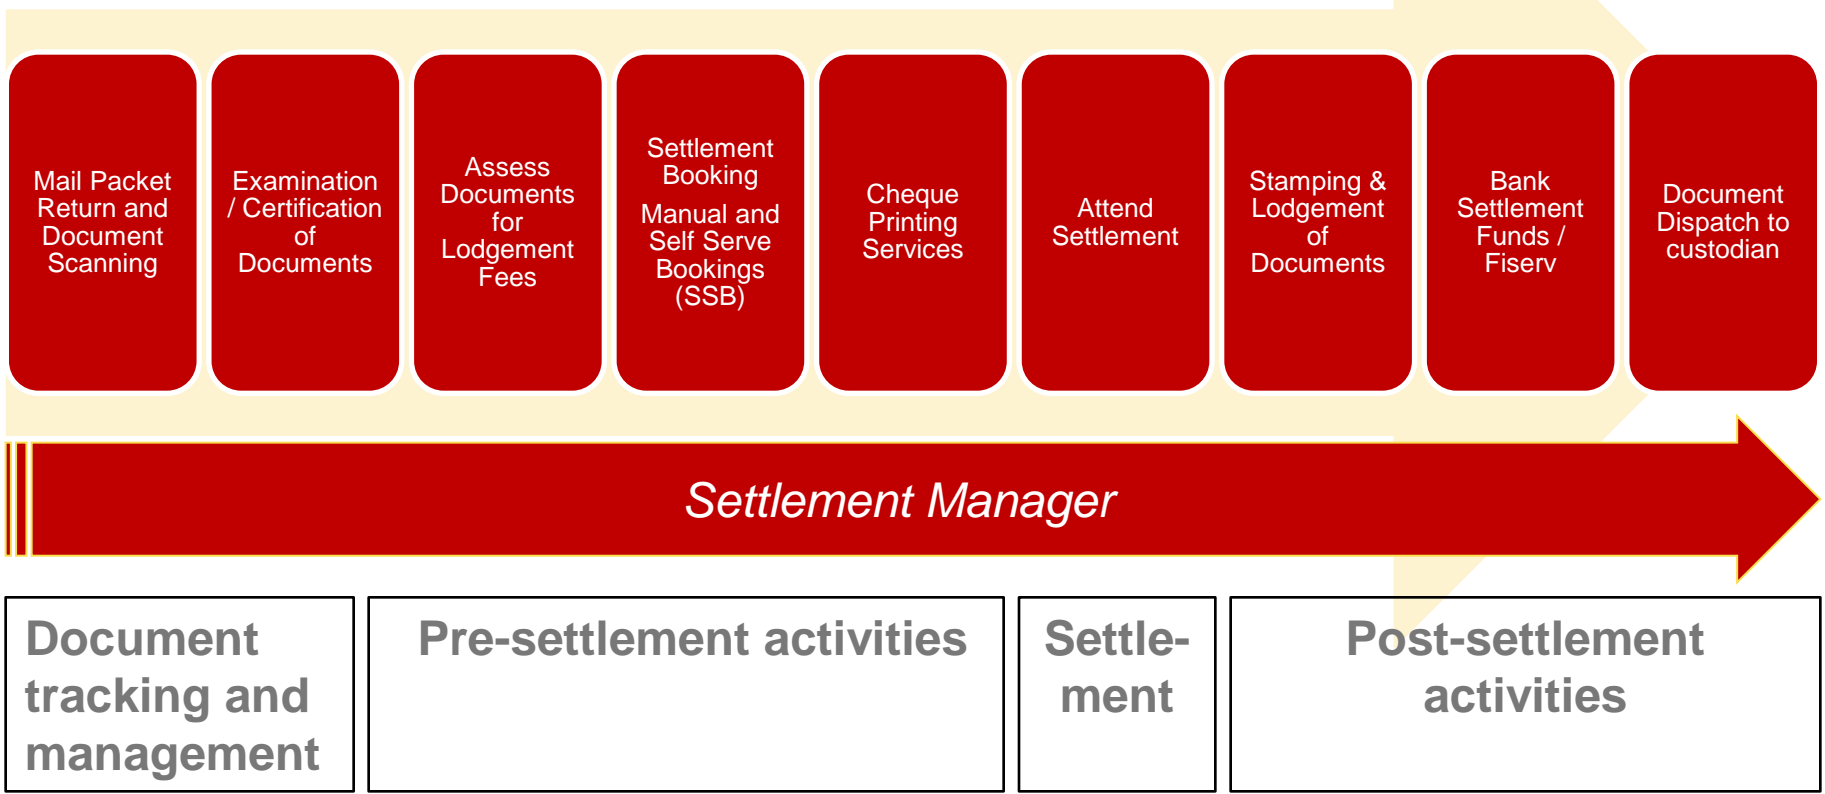 Mail Packet
Return and
Document
Scanning
Examination
/ Certification
of
Documents
Assess
Documents
for
Lodgement
Fees
Settlement
Booking
Manual and
Self Serve
Bookings
(SSB)
Cheque
Printing
Services
Attend
Settlement
Stamping &
Lodgement
of
Documents
Bank
Settlement
Funds /
Fiserv
Document
Dispatch to
custodian
Settlement Manager
Document
tracking and
management
Pre-settlement activities
Settle-
ment
Post-settlement
activities